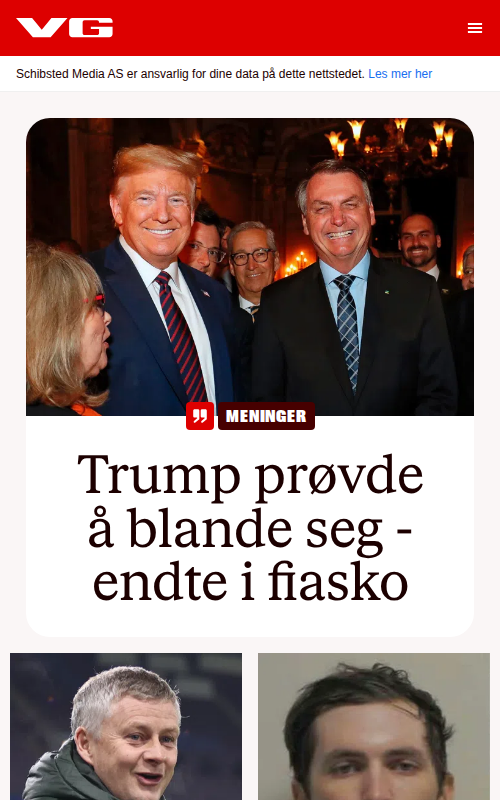 VG
Schibsted Media AS er ansvarlig for dine data på dette nettstedet. Les mer her
MENINGER
Trump prøvde
å blande seg -
endte i fiasko